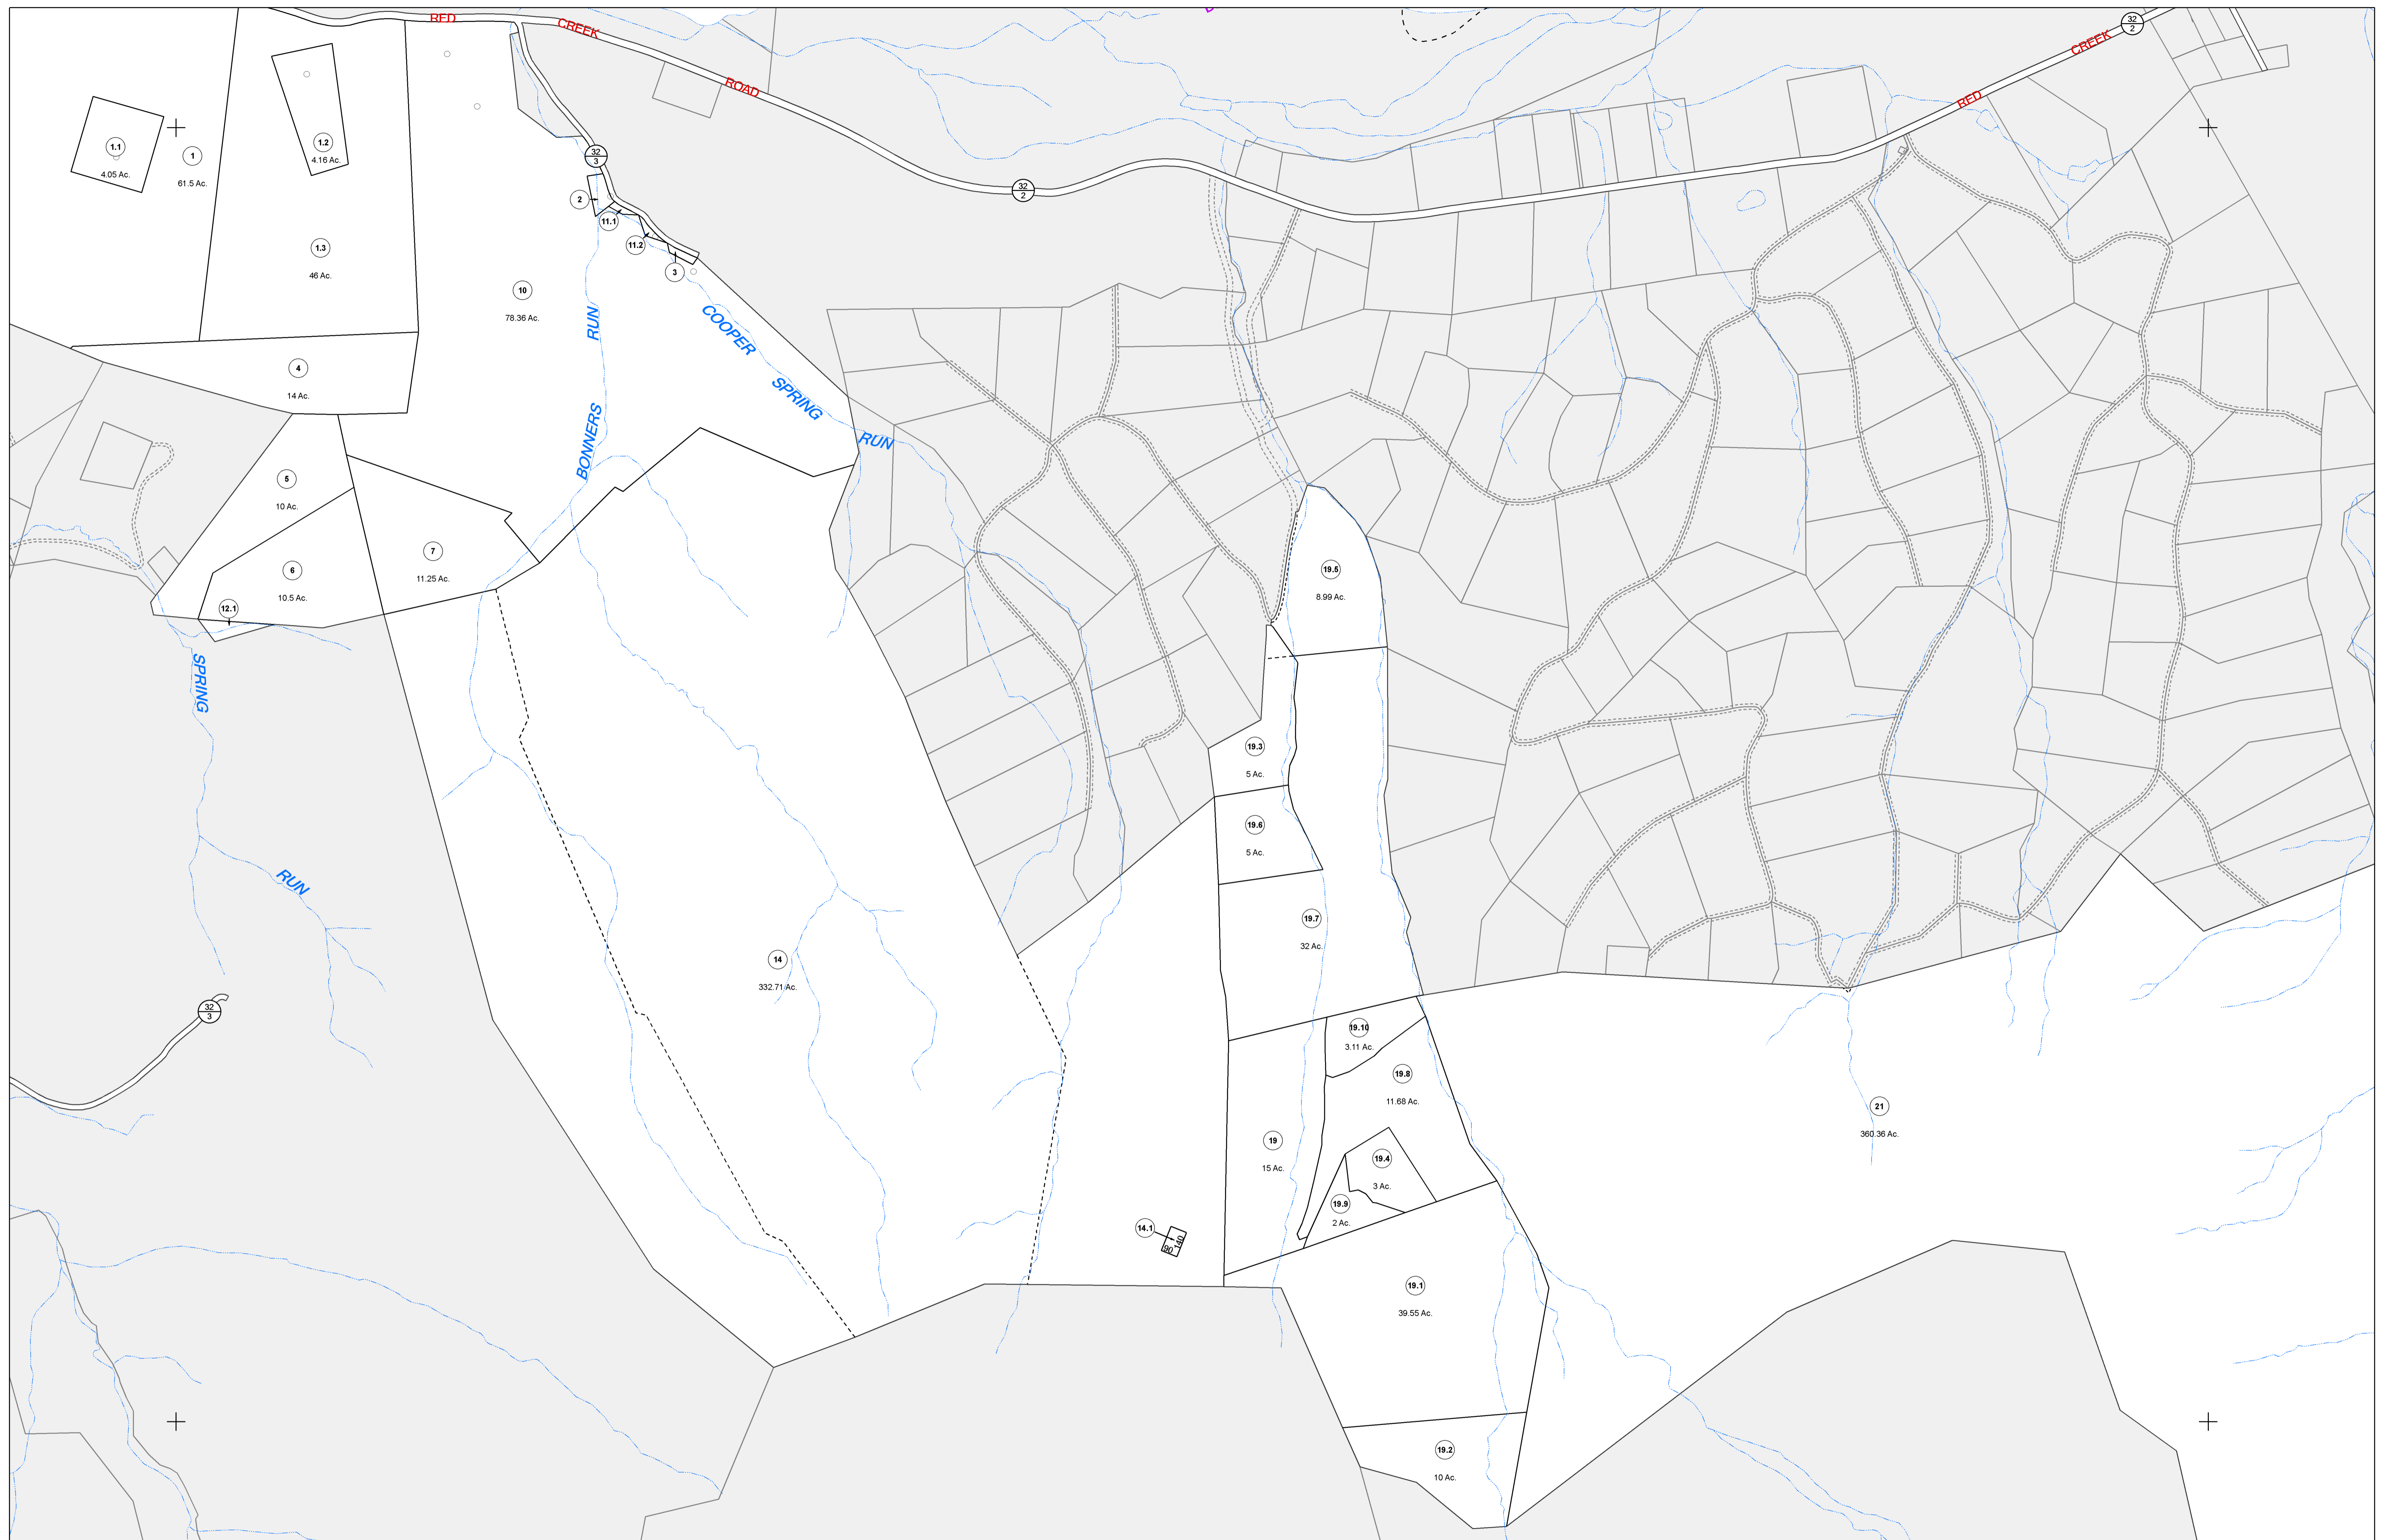 RED
CREEK
ROAD
RED
CREEK
32
2
32
2
32
3
1.1
4.05 Ac.
1
61.5 Ac.
1.2
4.16 Ac.
1.3
46 Ac.
2
11.1
11.2
3
10
78.36 Ac.
BONNERS RUN
COOPER SPRING RUN
4
14 Ac.
5
10 Ac.
6
10.5 Ac.
7
11.25 Ac.
12.1
SPRING
RUN
32
3
14
332.71 Ac.
14.1
90
140
19.5
8.99 Ac.
19.3
5 Ac.
19.6
5 Ac.
19.7
32 Ac.
19.10
3.11 Ac.
19.8
11.68 Ac.
19
15 Ac.
19.4
3 Ac.
19.9
2 Ac.
19.1
39.55 Ac.
19.2
10 Ac.
21
360.36 Ac.